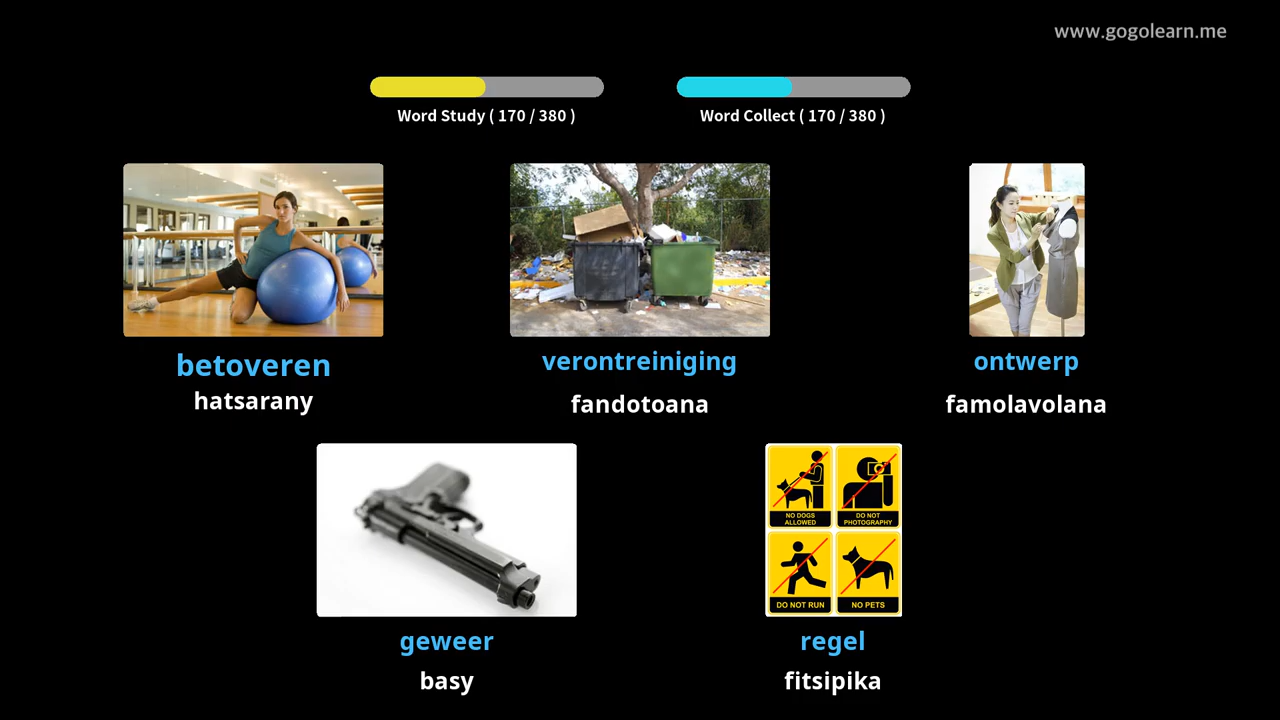 www.gogolearn.me
Word Study ( 170 / 380 )
Word Collect ( 170 / 380 )
betoveren
hatsarany
verontreiniging
fandotoana
ontwerp
famolavolana
NO DOGS
ALLOWED
DO NOT
PHOTOGRAPHY
DO NOT RUN
NO PETS
geweer
basy
regel
fitsipika